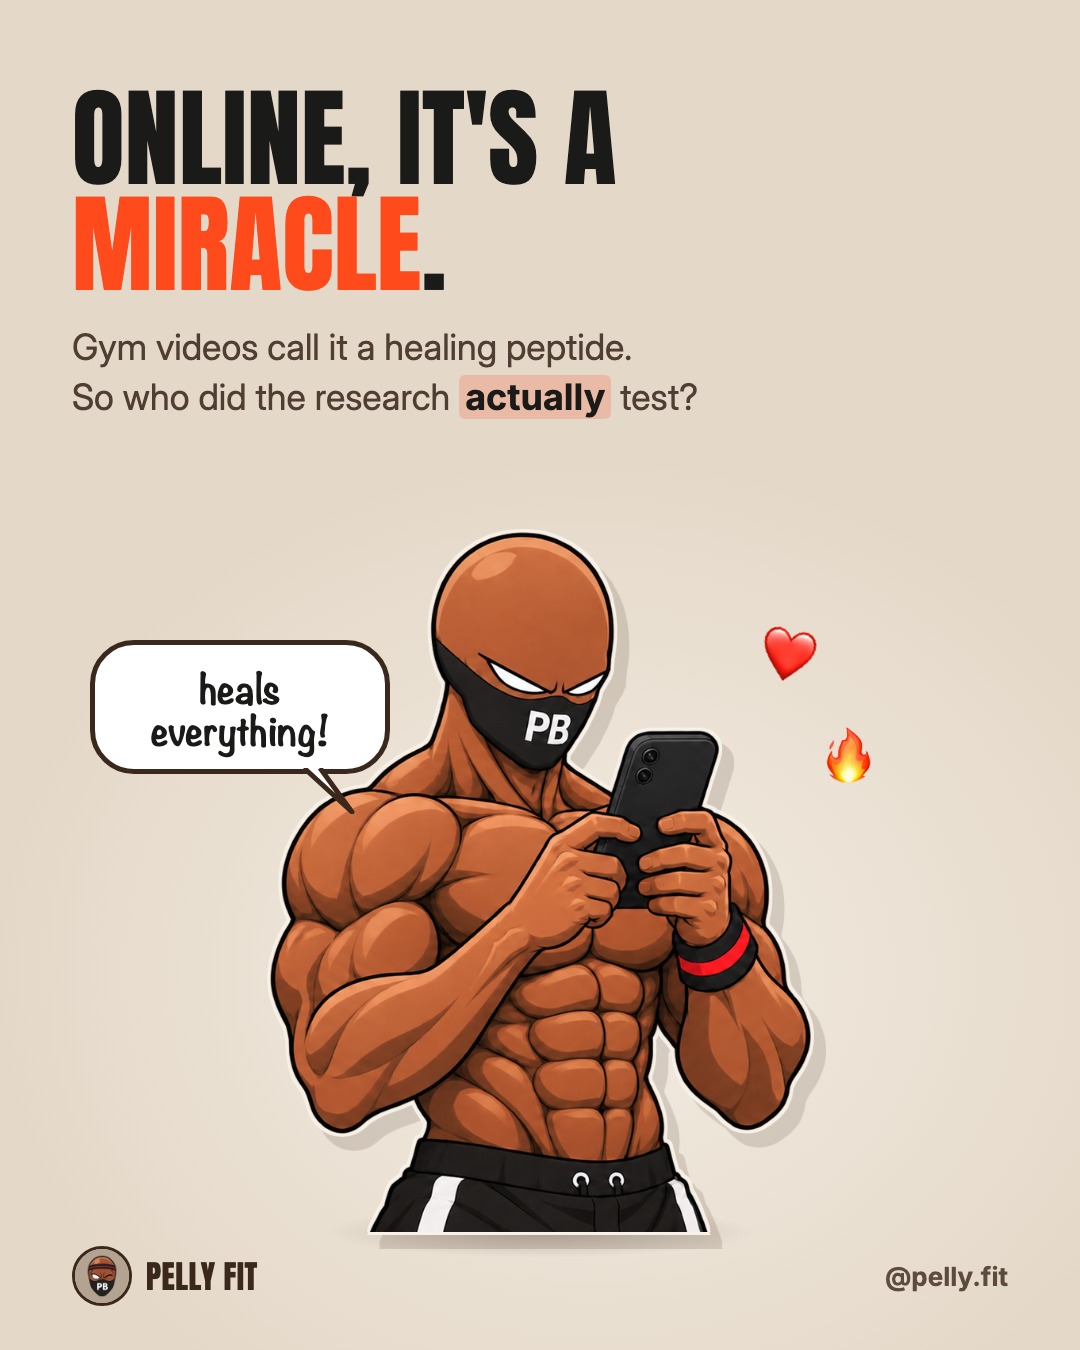 ONLINE, IT'S A
MIRACLE.
Gym videos call it a healing peptide.
So who did the research actually test?
heals
everything!
PB
PB
PELLY FIT
@pelly.fit